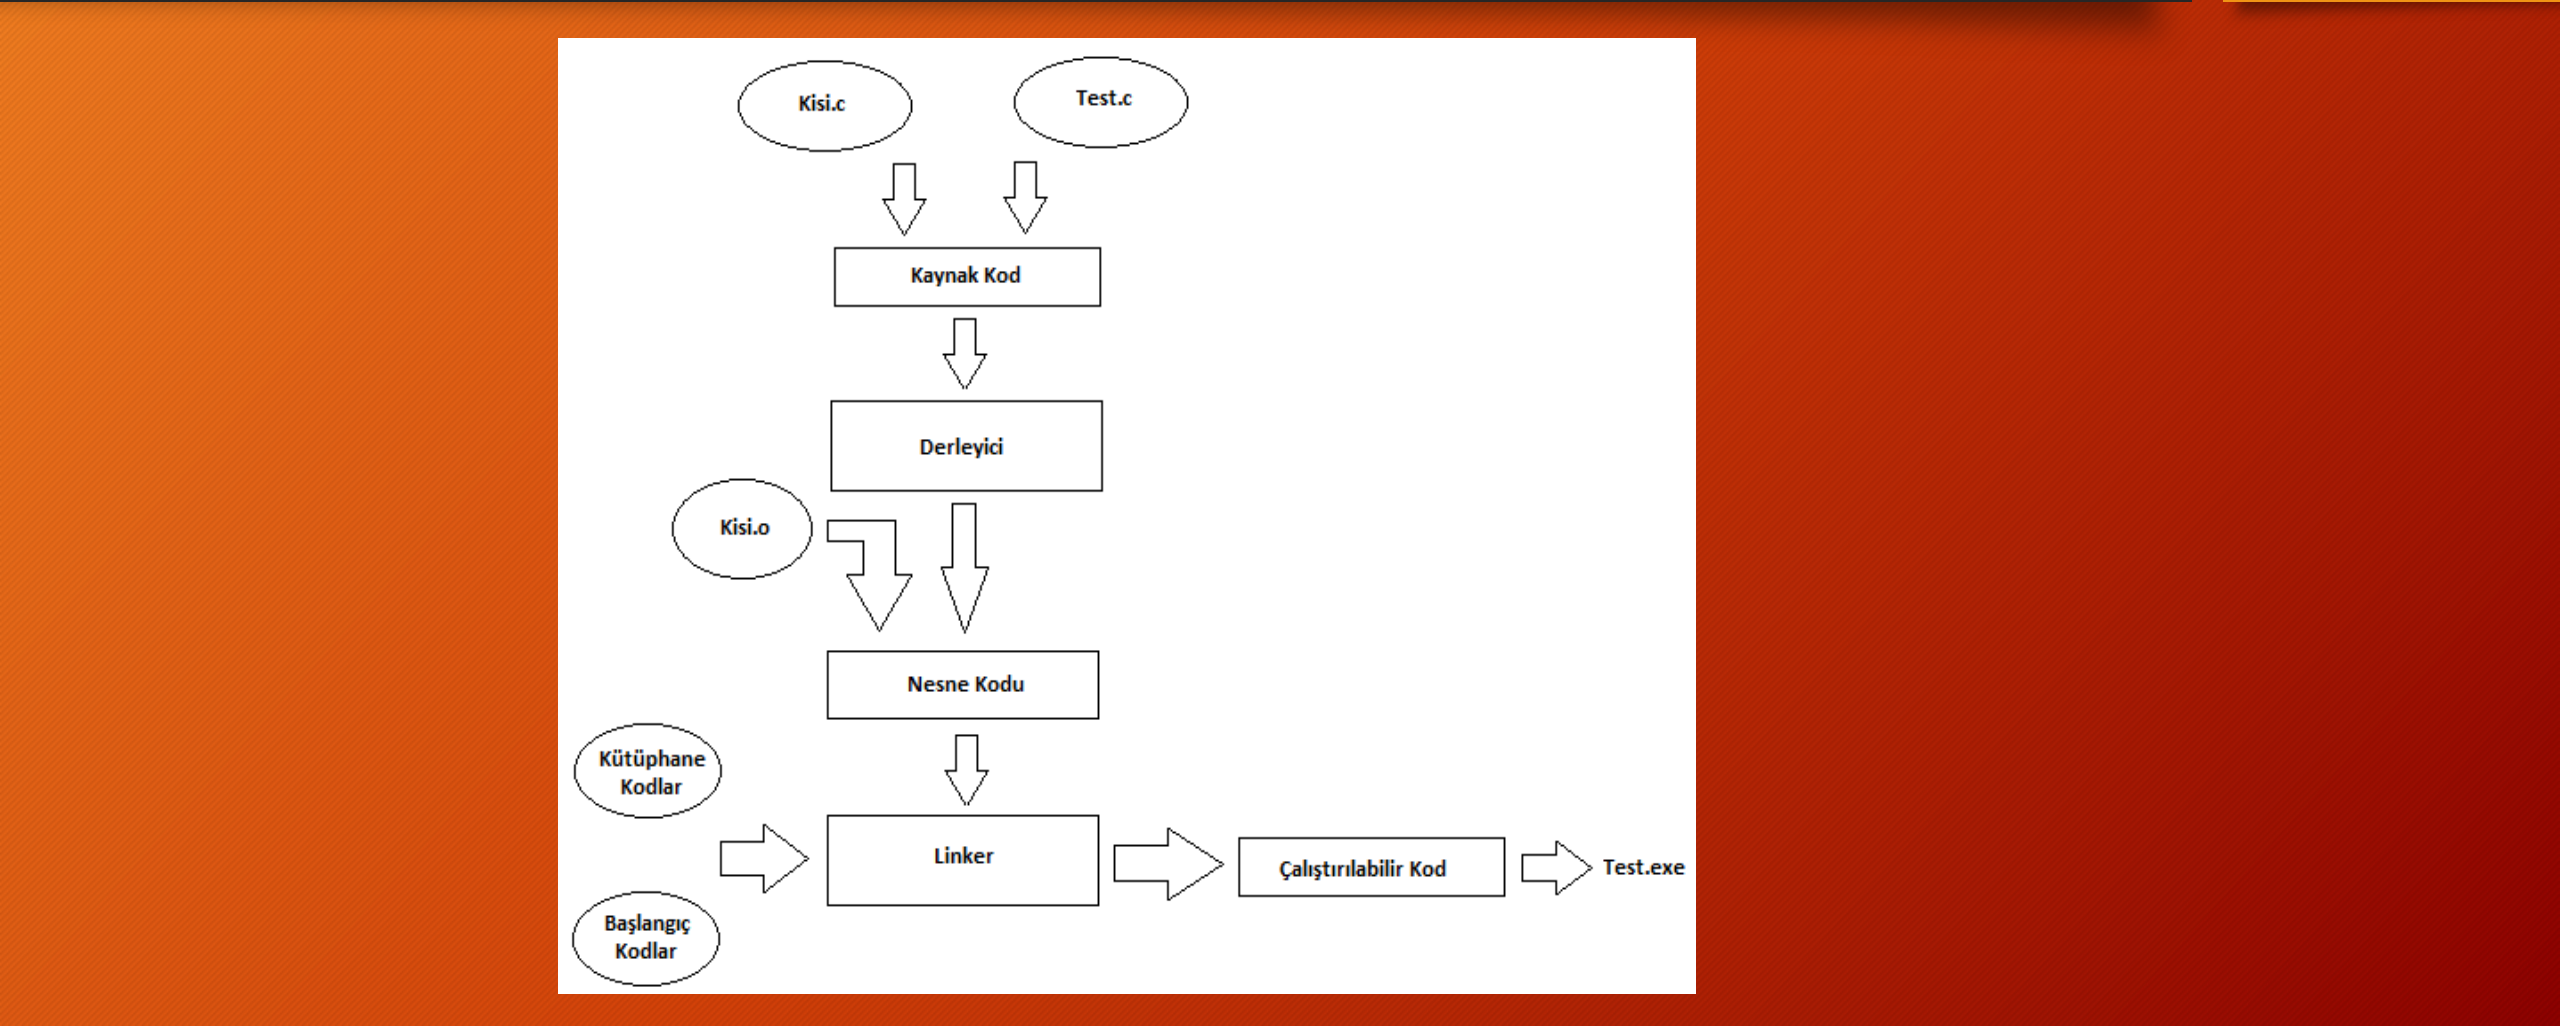 Kisi.c
Test.c
Kaynak Kod
Derleyici
Kisi.o
Nesne Kodu
Kütüphane
Kodlar
Linker
Çalıştırılabilir Kod
Test.exe
Başlangıç
Kodlar